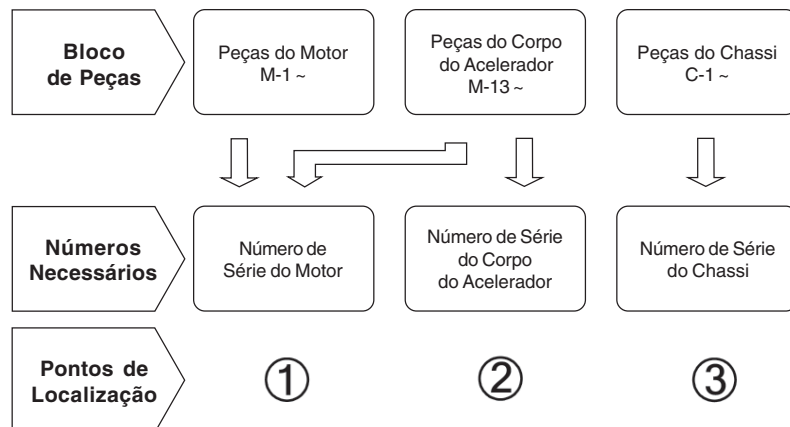 Bloco
de Peças
Peças do Motor
M-1 ~
Peças do Corpo
do Acelerador
M-13 ~
Peças do Chassi
C-1 ~
Números
Necessários
Número de
Série do Motor
Número de Série
do Corpo
do Acelerador
Número de Série
do Chassi
Pontos de
Localização
①
②
③